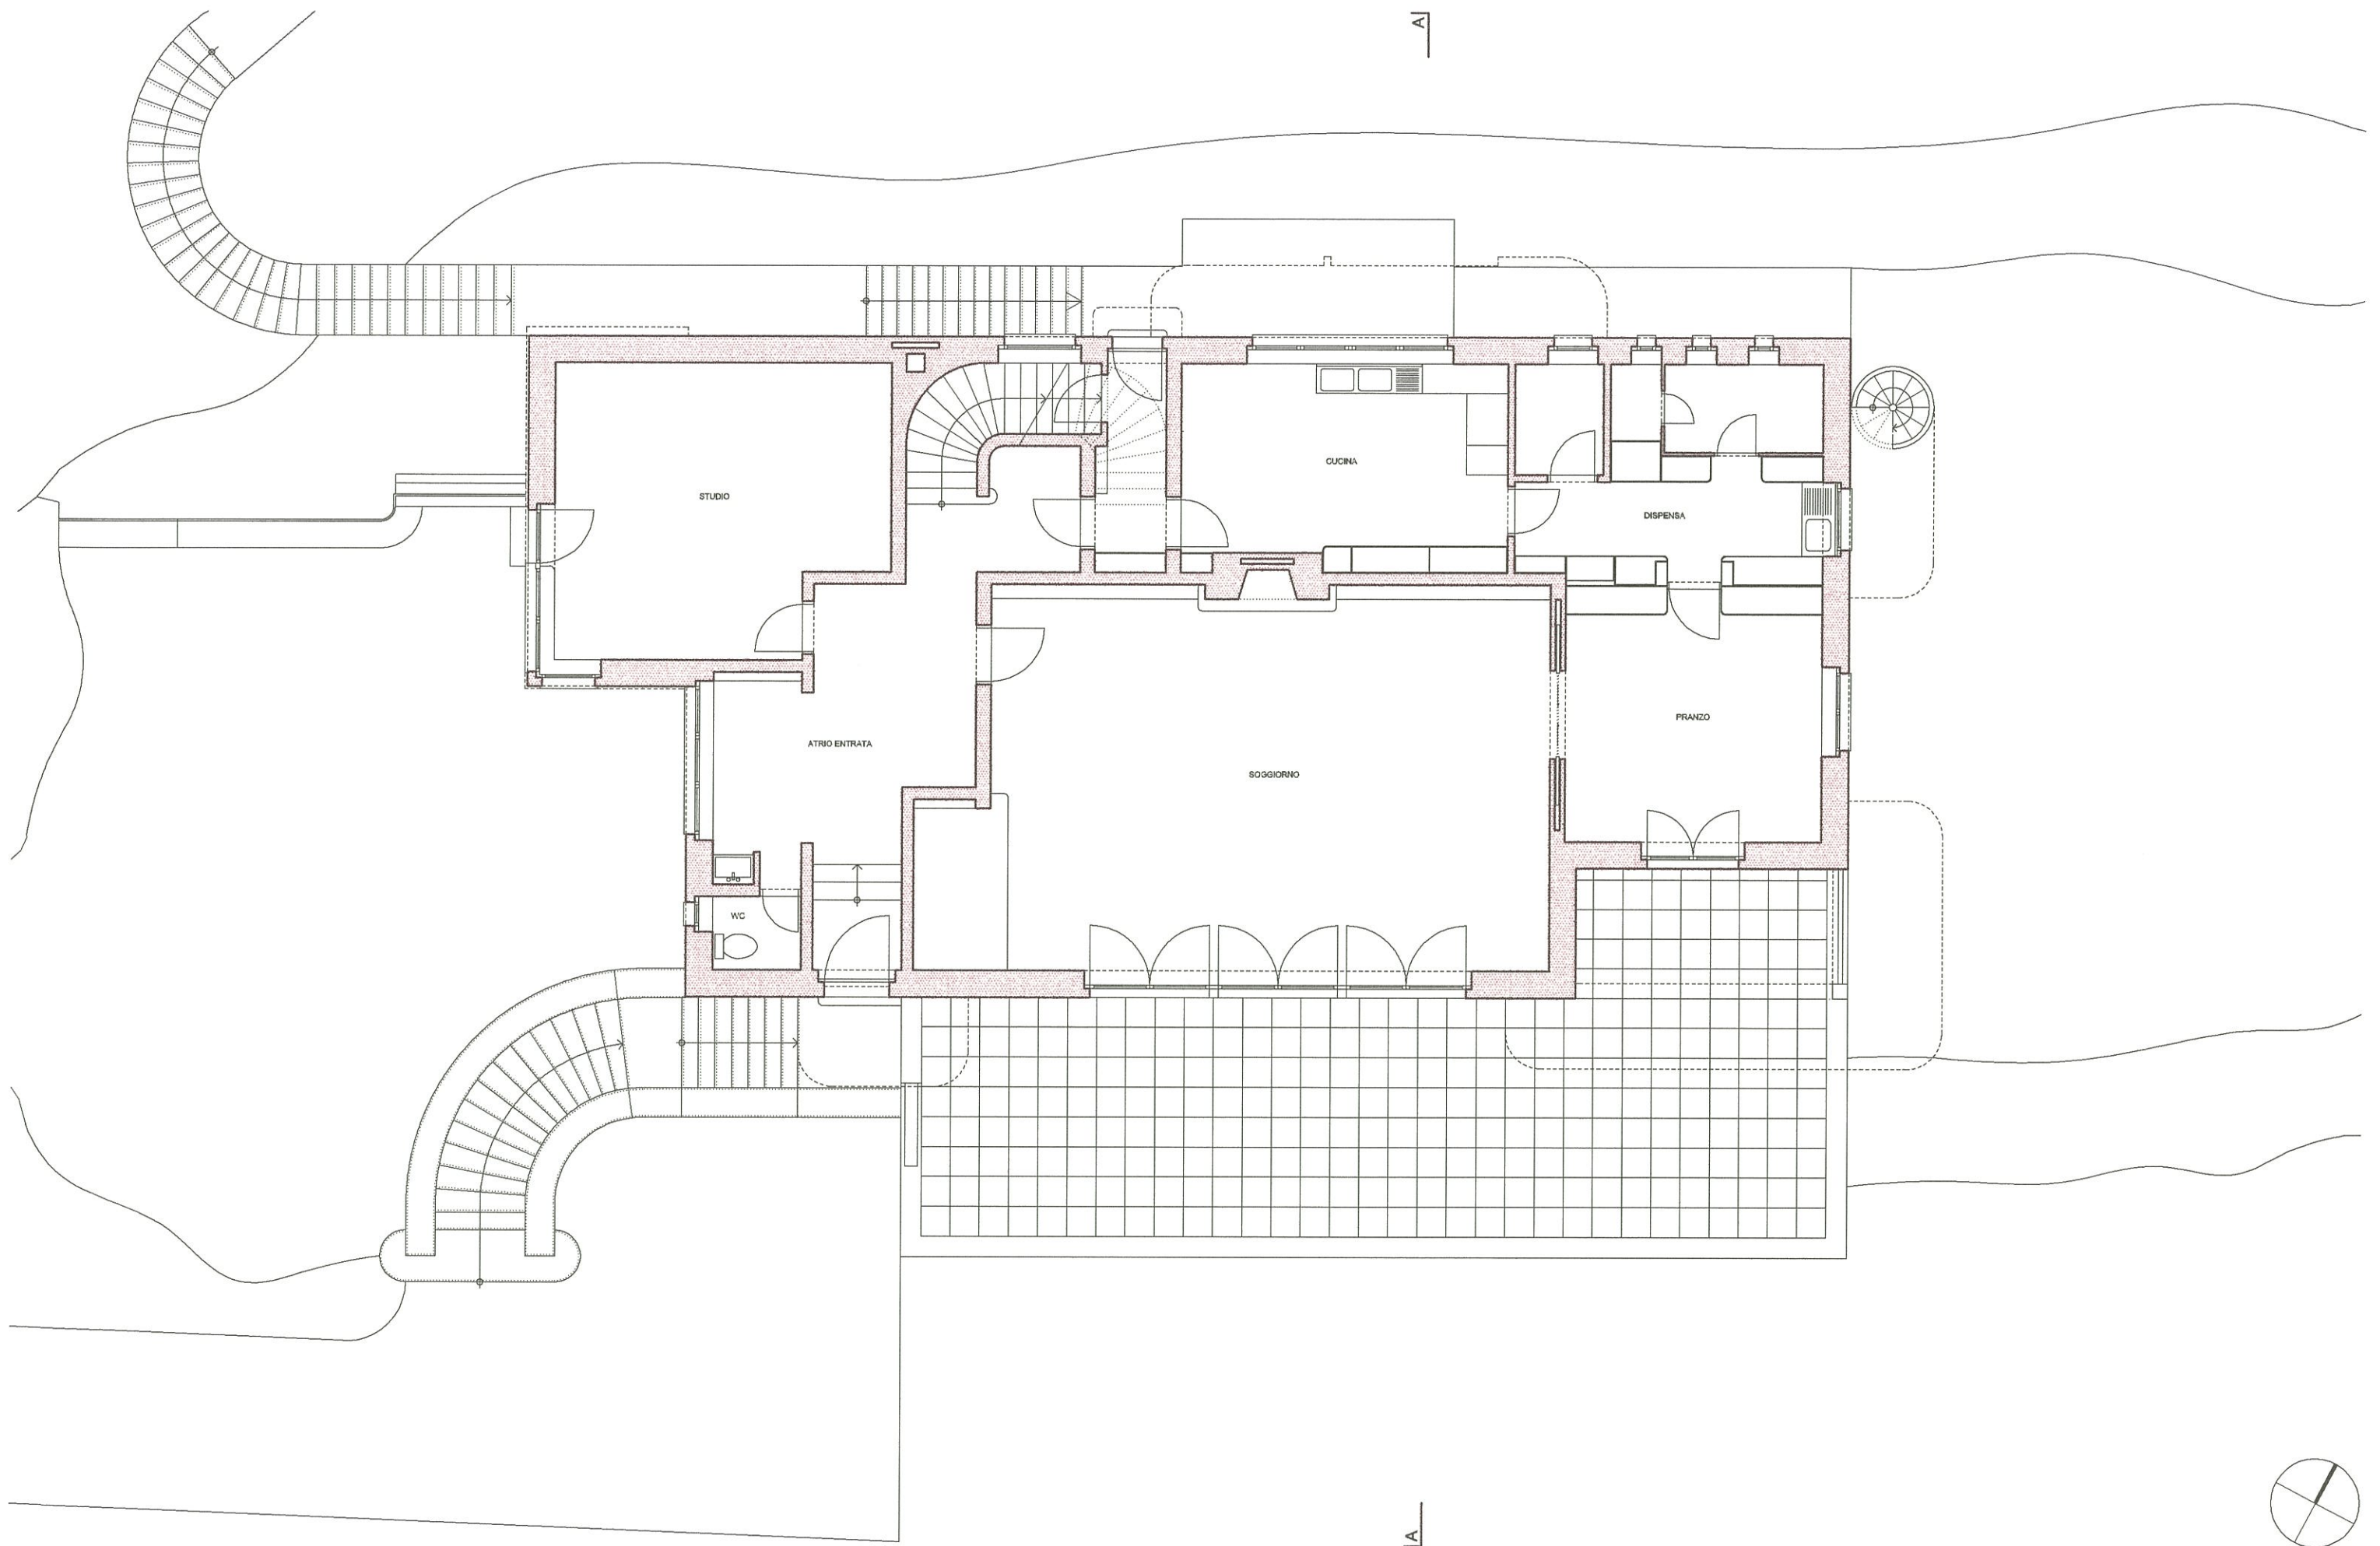 A
CUCINA
STUDIO
DISPENSA
PRANZO
ATRIO ENTRATA
SOGGIORNO
WC
A